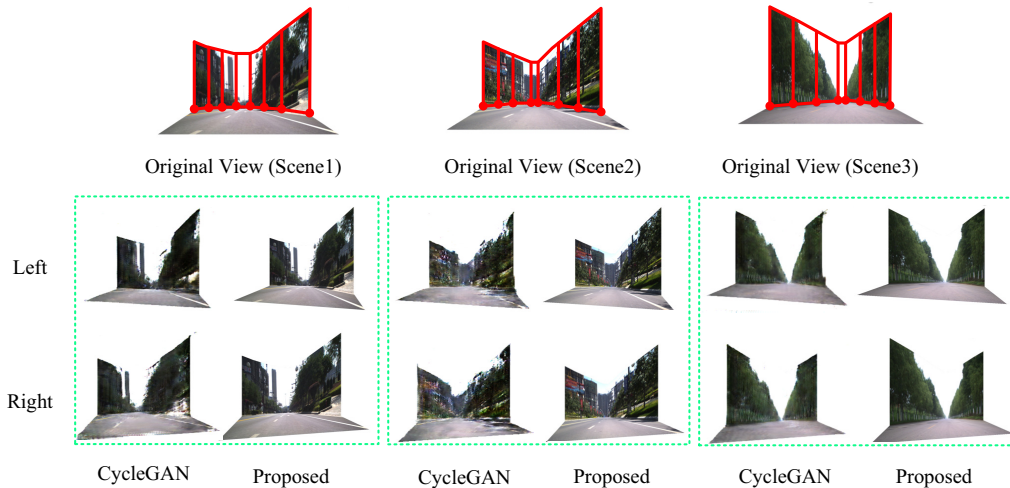 Original View (Scene1)
Original View (Scene2)
Original View (Scene3)
Left
Right
CycleGAN
Proposed
CycleGAN
Proposed
CycleGAN
Proposed